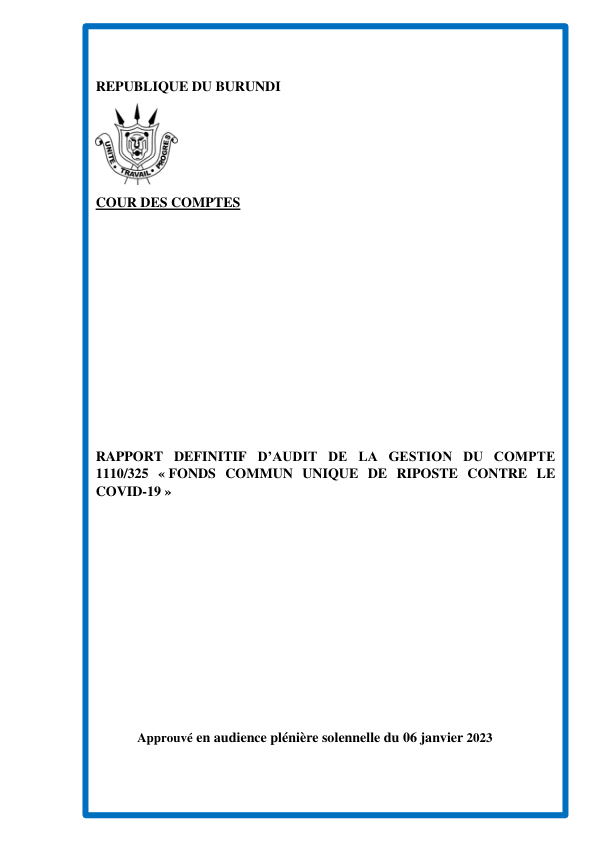 REPUBLIQUE DU BURUNDI
UNITE • TRAVAIL • PROGRES
COUR DES COMPTES
RAPPORT DEFINITIF D’AUDIT DE LA GESTION DU COMPTE
1110/325 « FONDS COMMUN UNIQUE DE RIPOSTE CONTRE LE
COVID-19 »
Approuvé en audience plénière solennelle du 06 janvier 2023